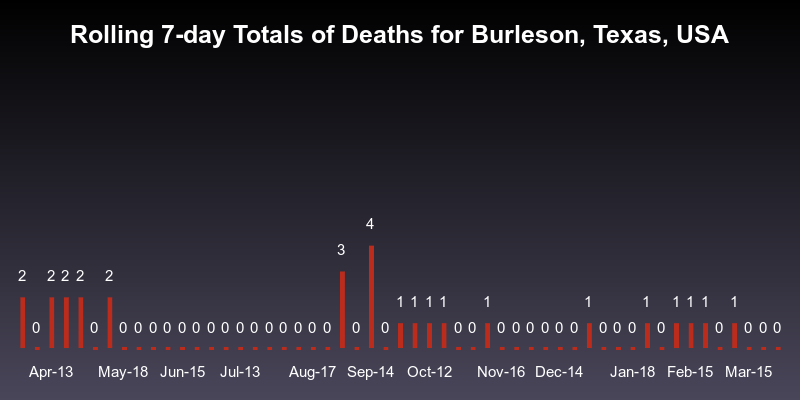 Rolling 7-day Totals of Deaths for Burleson, Texas, USA
4
3
2 2 2 2 2
1 1 1 1 1 1 1 1 1 1 1
0 0 0 0 0 0 0 0 0 0 0 0 0 0 0 0 0 0 0 0 0 0 0 0 0 0 0 0 0 0 0 0 0 0 0
Apr-13 May-18 Jun-15 Jul-13 Aug-17 Sep-14 Oct-12 Nov-16 Dec-14 Jan-18 Feb-15 Mar-15